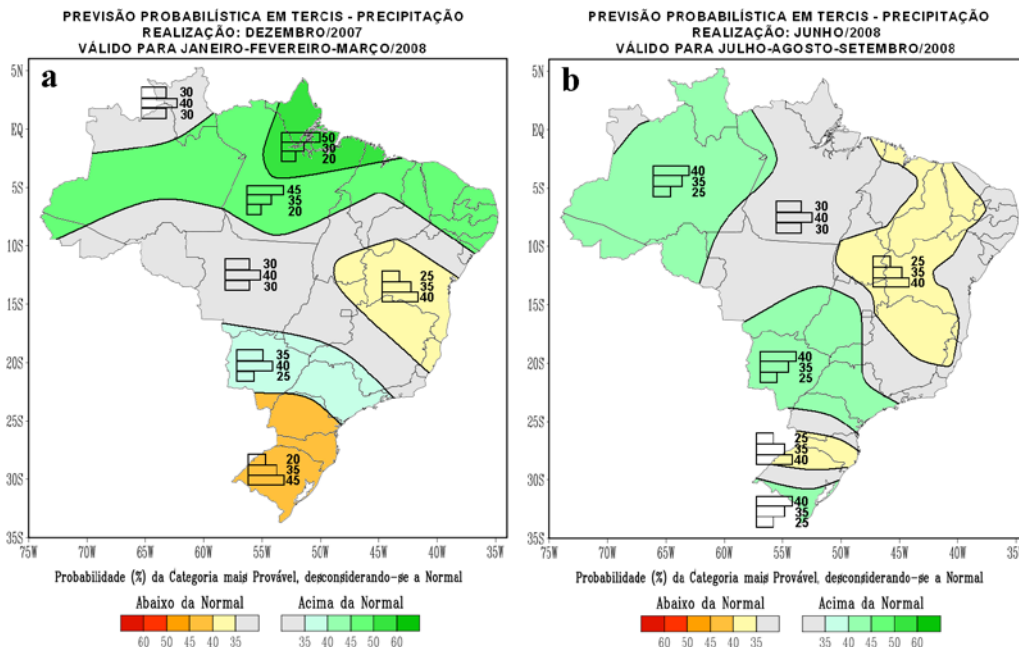 PREVISÃO PROBABILÍSTICA EM TERCIS - PRECIPITAÇÃO
REALIZAÇÃO: DEZEMBRO/2007
VÁLIDO PARA JANEIRO-FEVEREIRO-MARÇO/2008
a
5N
EQ
5S
10S
15S
20S
25S
30S
35S
75W 70W 65W 60W 55W 50W 45W 40W 35W
30
40
30
50
30
20
45
35
20
30
40
30
25
35
40
35
40
25
20
35
45
Probabilidade (%) da Categoria mais Provável, desconsiderando-se a Normal
Abaixo da Normal Acima da Normal
60 50 45 40 35 35 40 45 50 60
PREVISÃO PROBABILÍSTICA EM TERCIS - PRECIPITAÇÃO
REALIZAÇÃO: JUNHO/2008
VÁLIDO PARA JULHO-AGOSTO-SETEMBRO/2008
b
5N
EQ
5S
10S
15S
20S
25S
30S
35S
75W 70W 65W 60W 55W 50W 45W 40W 35W
40
35
25
30
40
30
25
35
40
40
35
25
25
35
40
40
35
25
Probabilidade (%) da Categoria mais Provável, desconsiderando-se a Normal
Abaixo da Normal Acima da Normal
60 50 45 40 35 35 40 45 50 60